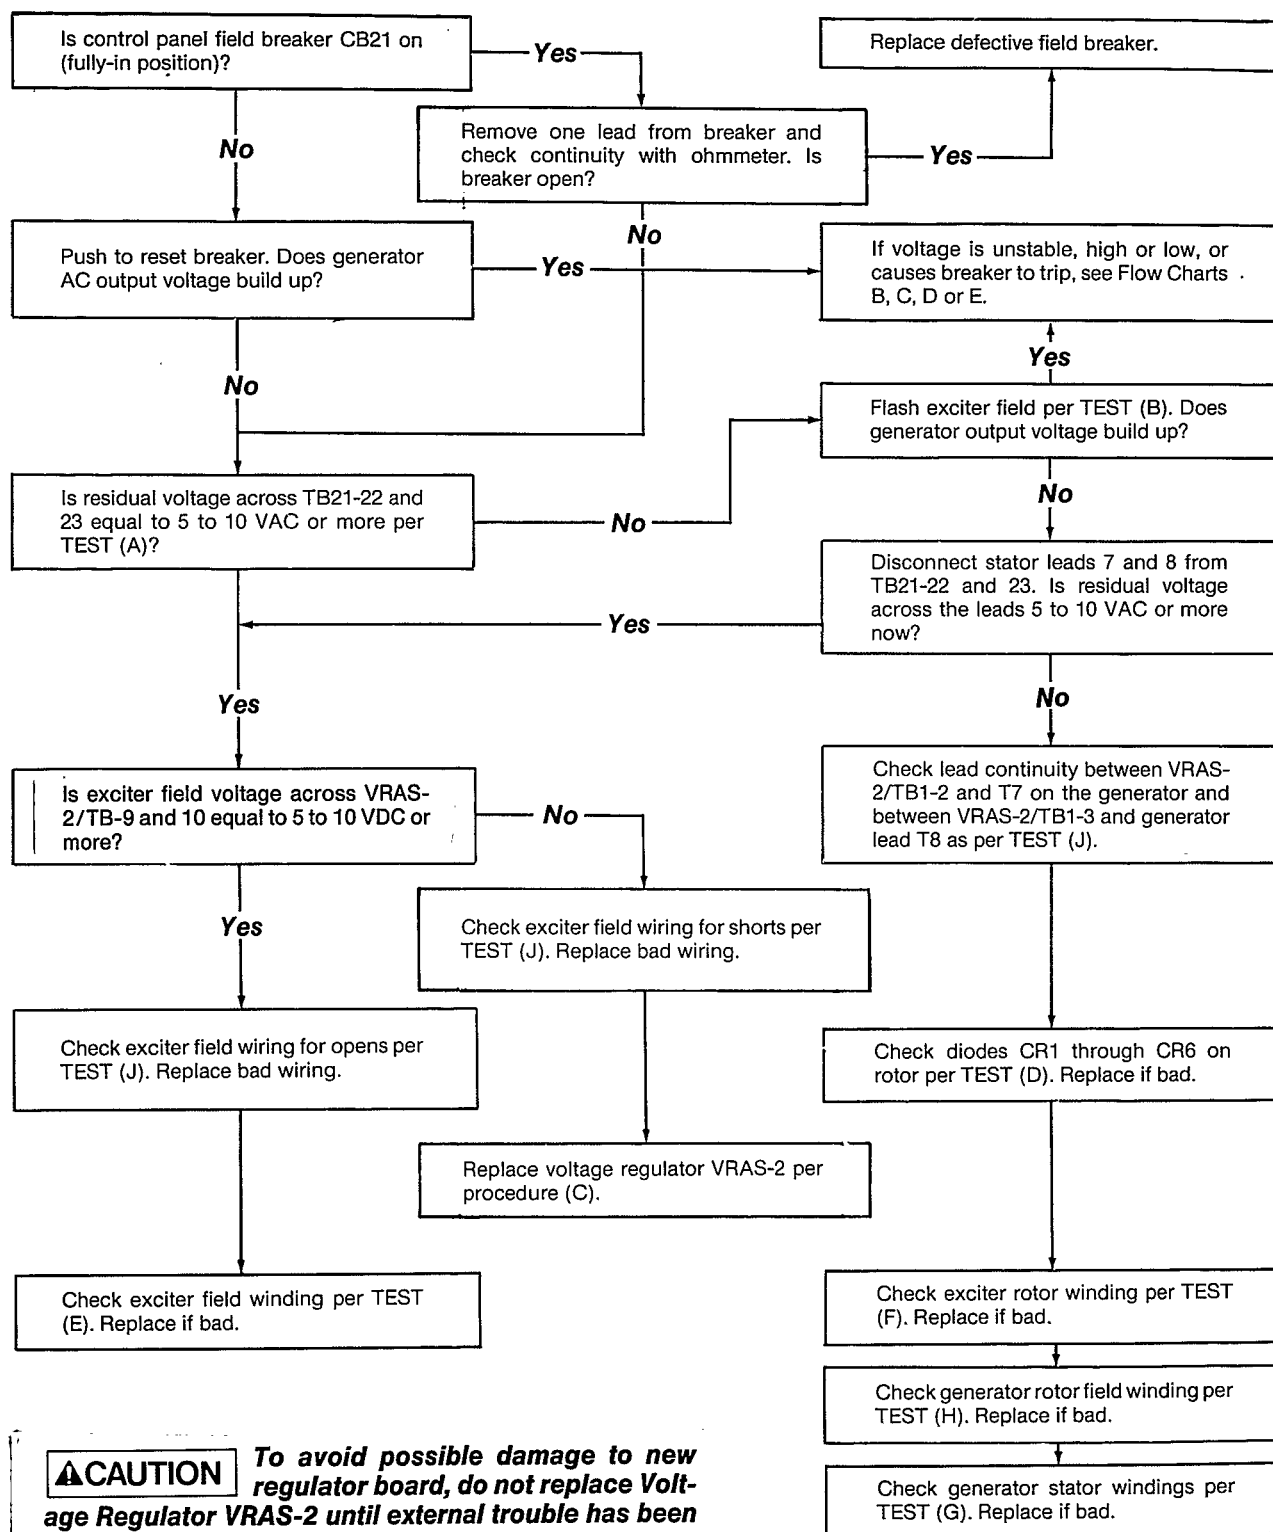 Is control panel field breaker CB21 on
(fully-in position)?
Yes
Replace defective field breaker.
No
Remove one lead from breaker and
check continuity with ohmmeter. Is
breaker open?
Yes
No
Push to reset breaker. Does generator
AC output voltage build up?
Yes
If voltage is unstable, high or low, or
causes breaker to trip, see Flow Charts
B, C, D or E.
Yes
No
Flash exciter field per TEST (B). Does
generator output voltage build up?
Is residual voltage across TB21-22 and
23 equal to 5 to 10 VAC or more per
TEST (A)?
No
No
Disconnect stator leads 7 and 8 from
TB21-22 and 23. Is residual voltage
across the leads 5 to 10 VAC or more
now?
Yes
Yes
No
Is exciter field voltage across VRAS-
2/TB-9 and 10 equal to 5 to 10 VDC or
more?
No
Check lead continuity between VRAS-
2/TB1-2 and T7 on the generator and
between VRAS-2/TB1-3 and generator
lead T8 as per TEST (J).
Yes
Check exciter field wiring for shorts per
TEST (J). Replace bad wiring.
Check exciter field wiring for opens per
TEST (J). Replace bad wiring.
Check diodes CR1 through CR6 on
rotor per TEST (D). Replace if bad.
Replace voltage regulator VRAS-2 per
procedure (C).
Check exciter field winding per TEST
(E). Replace if bad.
Check exciter rotor winding per TEST
(F). Replace if bad.
Check generator rotor field winding per
TEST (H). Replace if bad.
Check generator stator windings per
TEST (G). Replace if bad.
CAUTION To avoid possible damage to new
regulator board, do not replace Volt-
age Regulator VRAS-2 until external trouble has been